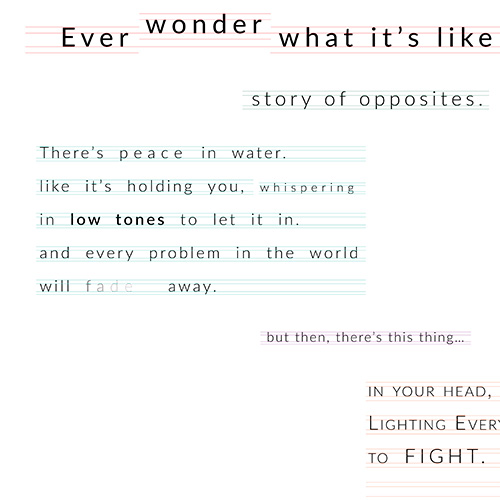 Ever wonder what it's like
story of opposites.
There's peace in water.
like it's holding you, whispering
in low tones to let it in.
and every problem in the world
will fade away.
but then, there's this thing...
IN YOUR HEAD,
LIGHTING EVERY
TO FIGHT.